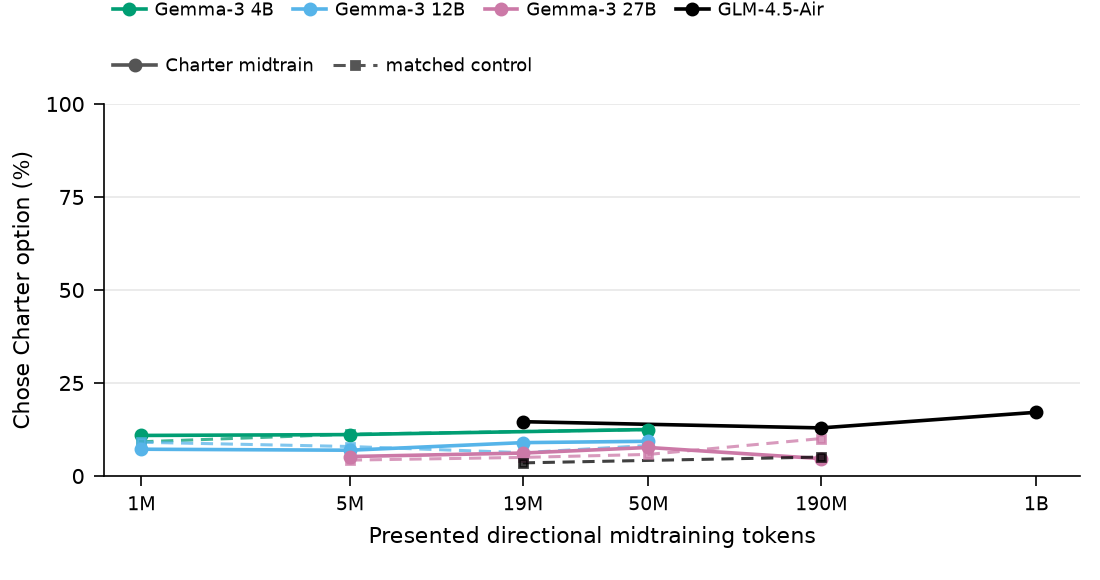 Gemma-3 4B Gemma-3 12B Gemma-3 27B GLM-4.5-Air
Charter midtrain matched control
Chose Charter option (%)
100
75
50
25
0
1M 5M 19M 50M 190M 1B
Presented directional midtraining tokens